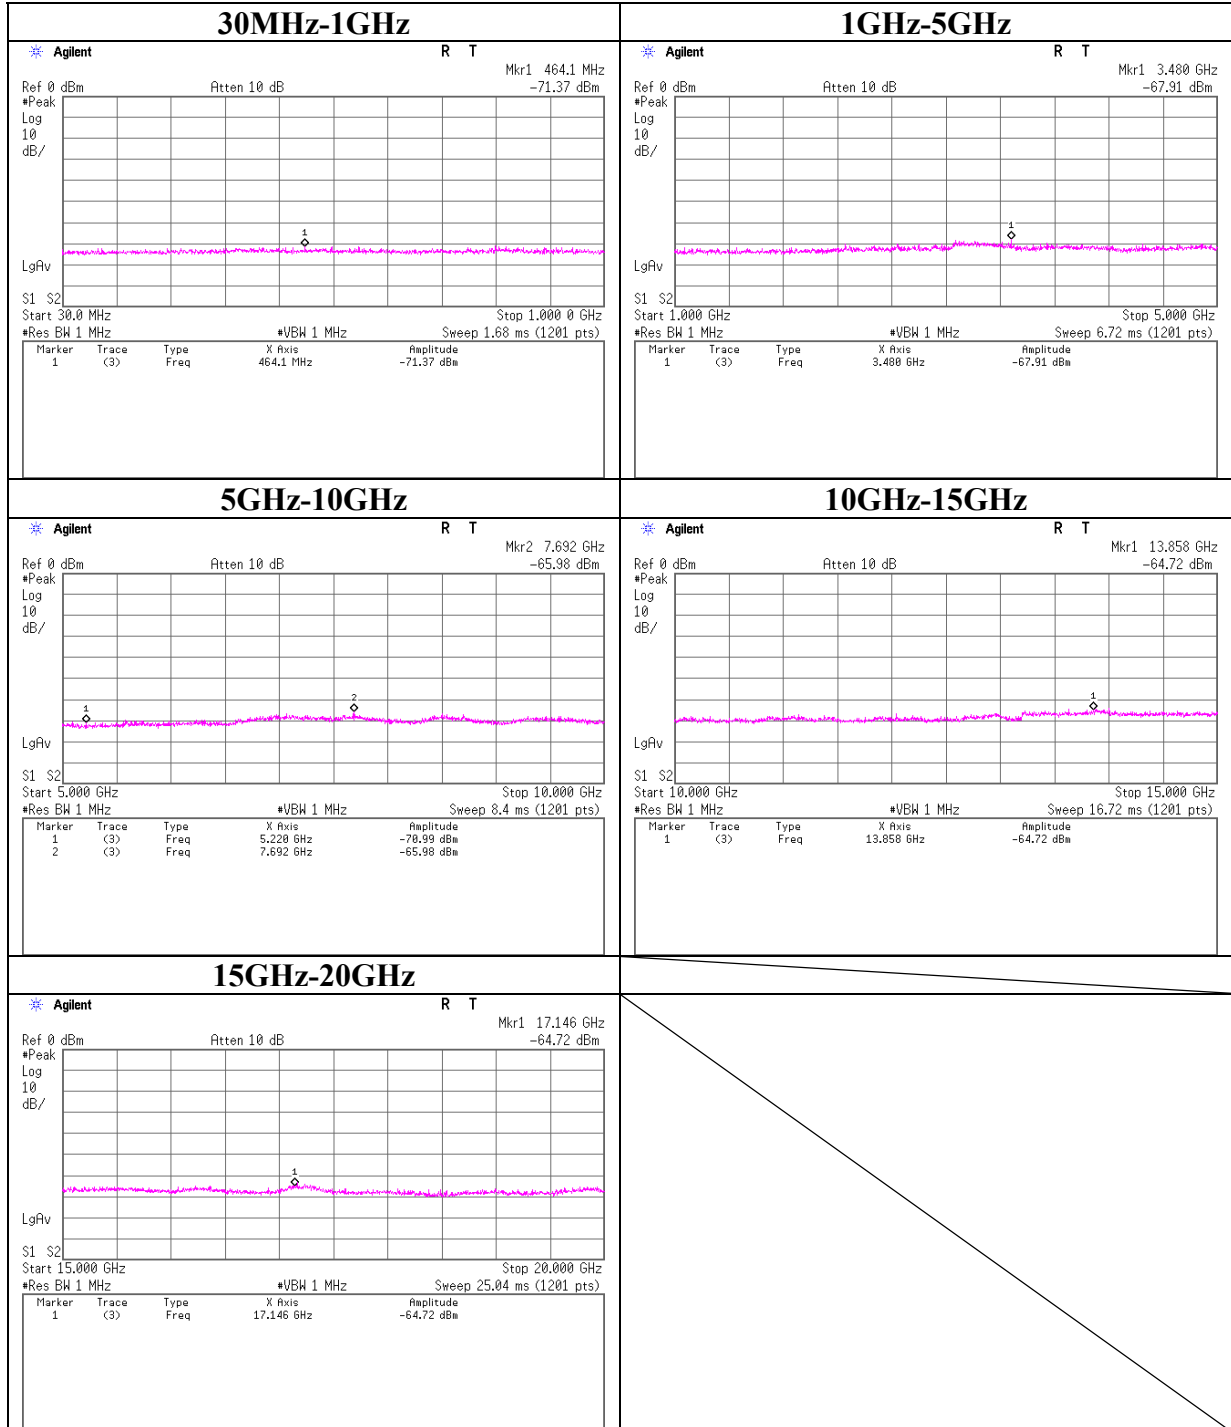 30MHz-1GHz
Agilent R T
Mkr1 464.1 MHz
Ref 0 dBm Atten 10 dB -71.37 dBm
#Peak
Log
10
dB/
1
LgAv
S1 S2
Start 30.0 MHz Stop 1.000 0 GHz
#Res BW 1 MHz #VBW 1 MHz Sweep 1.68 ms (1201 pts)
Marker Trace Type X Axis Amplitude
1 (3) Freq 464.1 MHz -71.37 dBm
1GHz-5GHz
Agilent R T
Mkr1 3.480 GHz
Ref 0 dBm Atten 10 dB -67.91 dBm
#Peak
Log
10
dB/
1
LgAv
S1 S2
Start 1.000 GHz Stop 5.000 GHz
#Res BW 1 MHz #VBW 1 MHz Sweep 6.72 ms (1201 pts)
Marker Trace Type X Axis Amplitude
1 (3) Freq 3.480 GHz -67.91 dBm
5GHz-10GHz
Agilent R T
Mkr2 7.692 GHz
Ref 0 dBm Atten 10 dB -65.98 dBm
#Peak
Log
10
dB/
1
2
LgAv
S1 S2
Start 5.000 GHz Stop 10.000 GHz
#Res BW 1 MHz #VBW 1 MHz Sweep 8.4 ms (1201 pts)
Marker Trace Type X Axis Amplitude
1 (3) Freq 5.220 GHz -70.99 dBm
2 (3) Freq 7.692 GHz -65.98 dBm
10GHz-15GHz
Agilent R T
Mkr1 13.858 GHz
Ref 0 dBm Atten 10 dB -64.72 dBm
#Peak
Log
10
dB/
1
LgAv
S1 S2
Start 10.000 GHz Stop 15.000 GHz
#Res BW 1 MHz #VBW 1 MHz Sweep 16.72 ms (1201 pts)
Marker Trace Type X Axis Amplitude
1 (3) Freq 13.858 GHz -64.72 dBm
15GHz-20GHz
Agilent R T
Mkr1 17.146 GHz
Ref 0 dBm Atten 10 dB -64.72 dBm
#Peak
Log
10
dB/
1
LgAv
S1 S2
Start 15.000 GHz Stop 20.000 GHz
#Res BW 1 MHz #VBW 1 MHz Sweep 25.04 ms (1201 pts)
Marker Trace Type X Axis Amplitude
1 (3) Freq 17.146 GHz -64.72 dBm